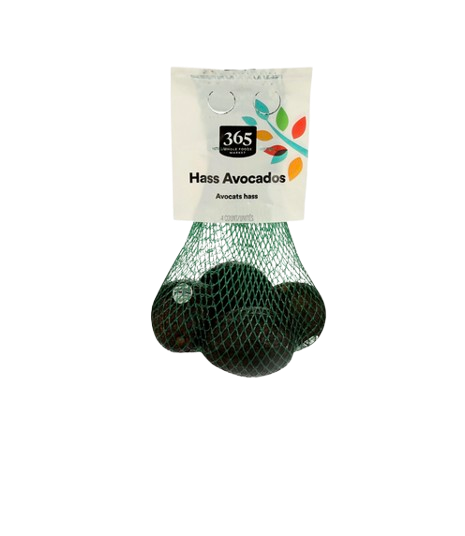 365
WHOLE FOODS
MARKET
Hass Avocados
Avocats hass